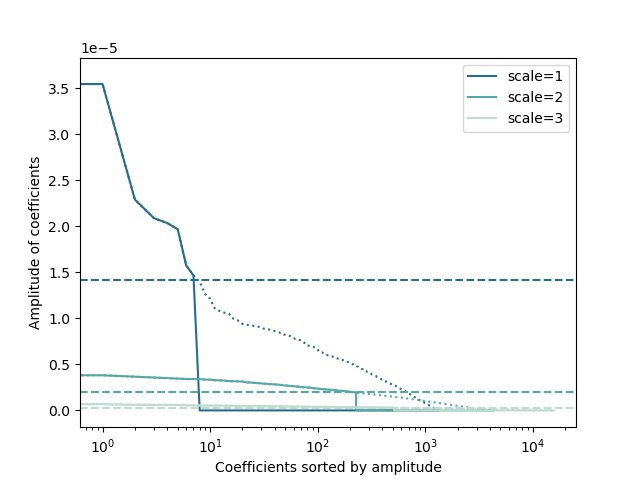 1e−5
scale=1
scale=2
scale=3
3.5
3.0
2.5
2.0
1.5
1.0
0.5
0.0
Amplitude of coefficients
10⁰
10¹
10²
10³
10⁴
Coefficients sorted by amplitude